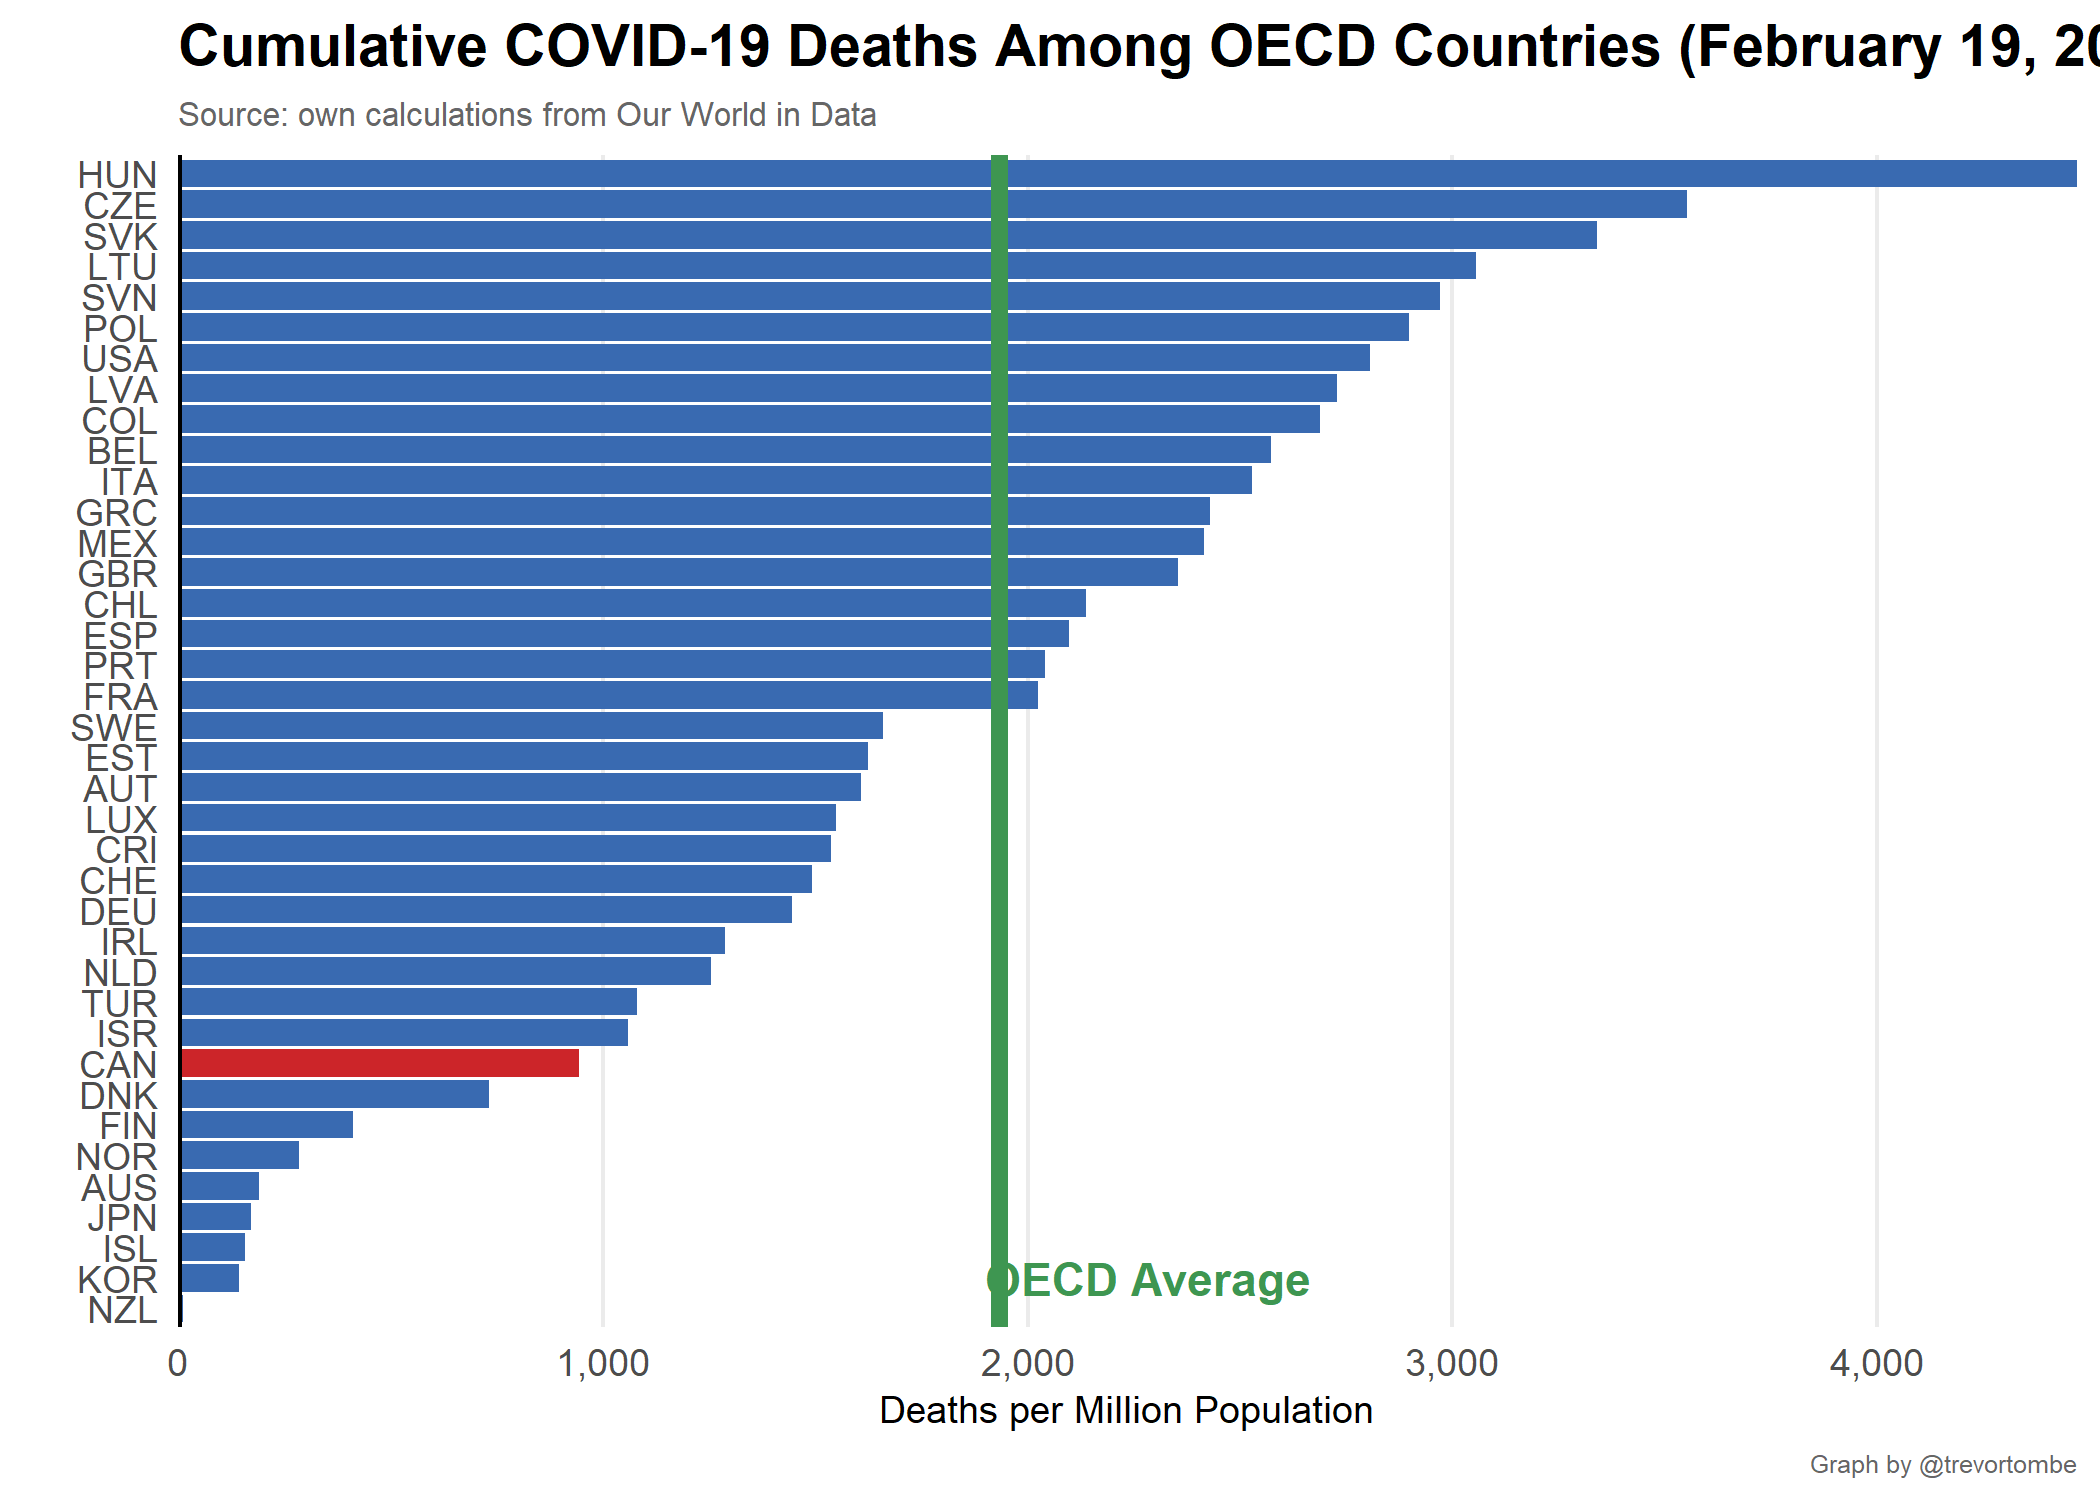 Cumulative COVID-19 Deaths Among OECD Countries (February 19, 20
Source: own calculations from Our World in Data
HUN
CZE
SVK
LTU
SVN
POL
USA
LVA
COL
BEL
ITA
GRC
MEX
GBR
CHL
ESP
PRT
FRA
SWE
EST
AUT
LUX
CRI
CHE
DEU
IRL
NLD
TUR
ISR
CAN
DNK
FIN
NOR
AUS
JPN
ISL
KOR
OECD Average
NZL
0 1,000 2,000 3,000 4,000
Deaths per Million Population
Graph by @trevortombe